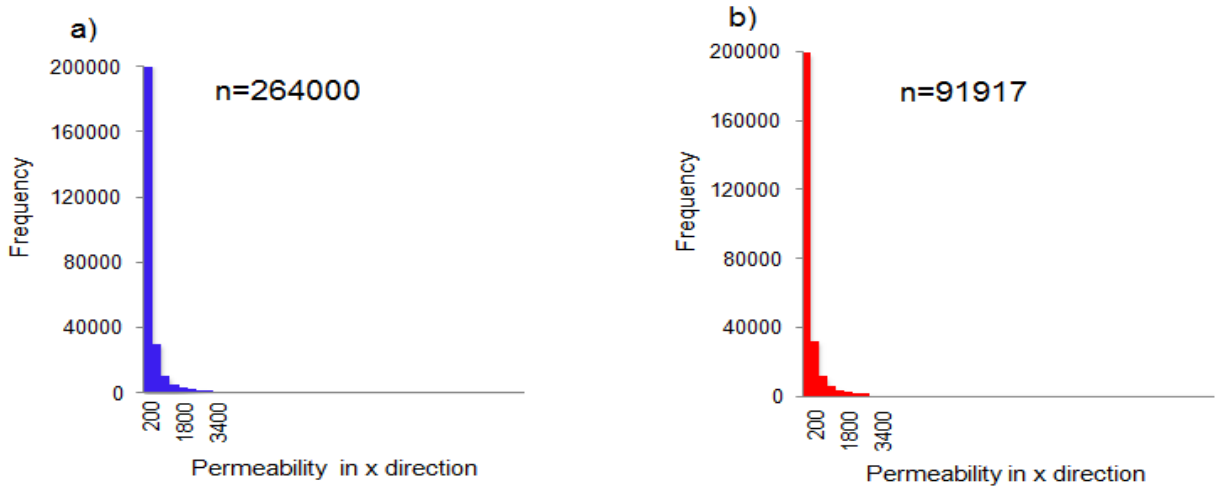 a)
n=264000
Frequency
200000
160000
120000
80000
40000
0
200
1800
3400
Permeability in x direction
b)
n=91917
Frequency
200000
160000
120000
80000
40000
0
200
1800
3400
Permeability in x direction